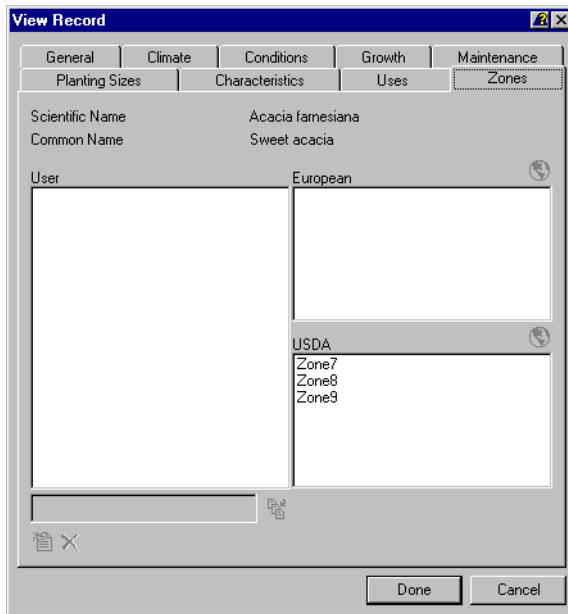 View Record
General Climate Conditions Growth Maintenance
Planting Sizes Characteristics Uses Zones
Scientific Name Acacia farnesiana
Common Name Sweet acacia
User European
USDA
Zone7
Zone8
Zone9
Done Cancel